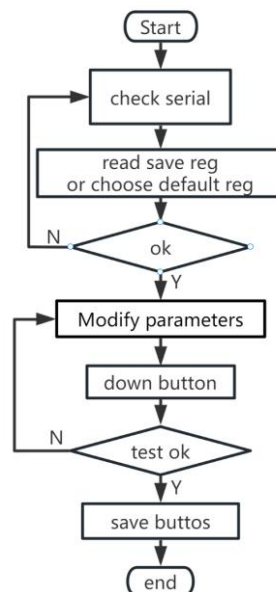 Start
check serial
read save reg
or choose default reg
ok
N
Y
Modify parameters
down button
test ok
N
Y
save buttos
end